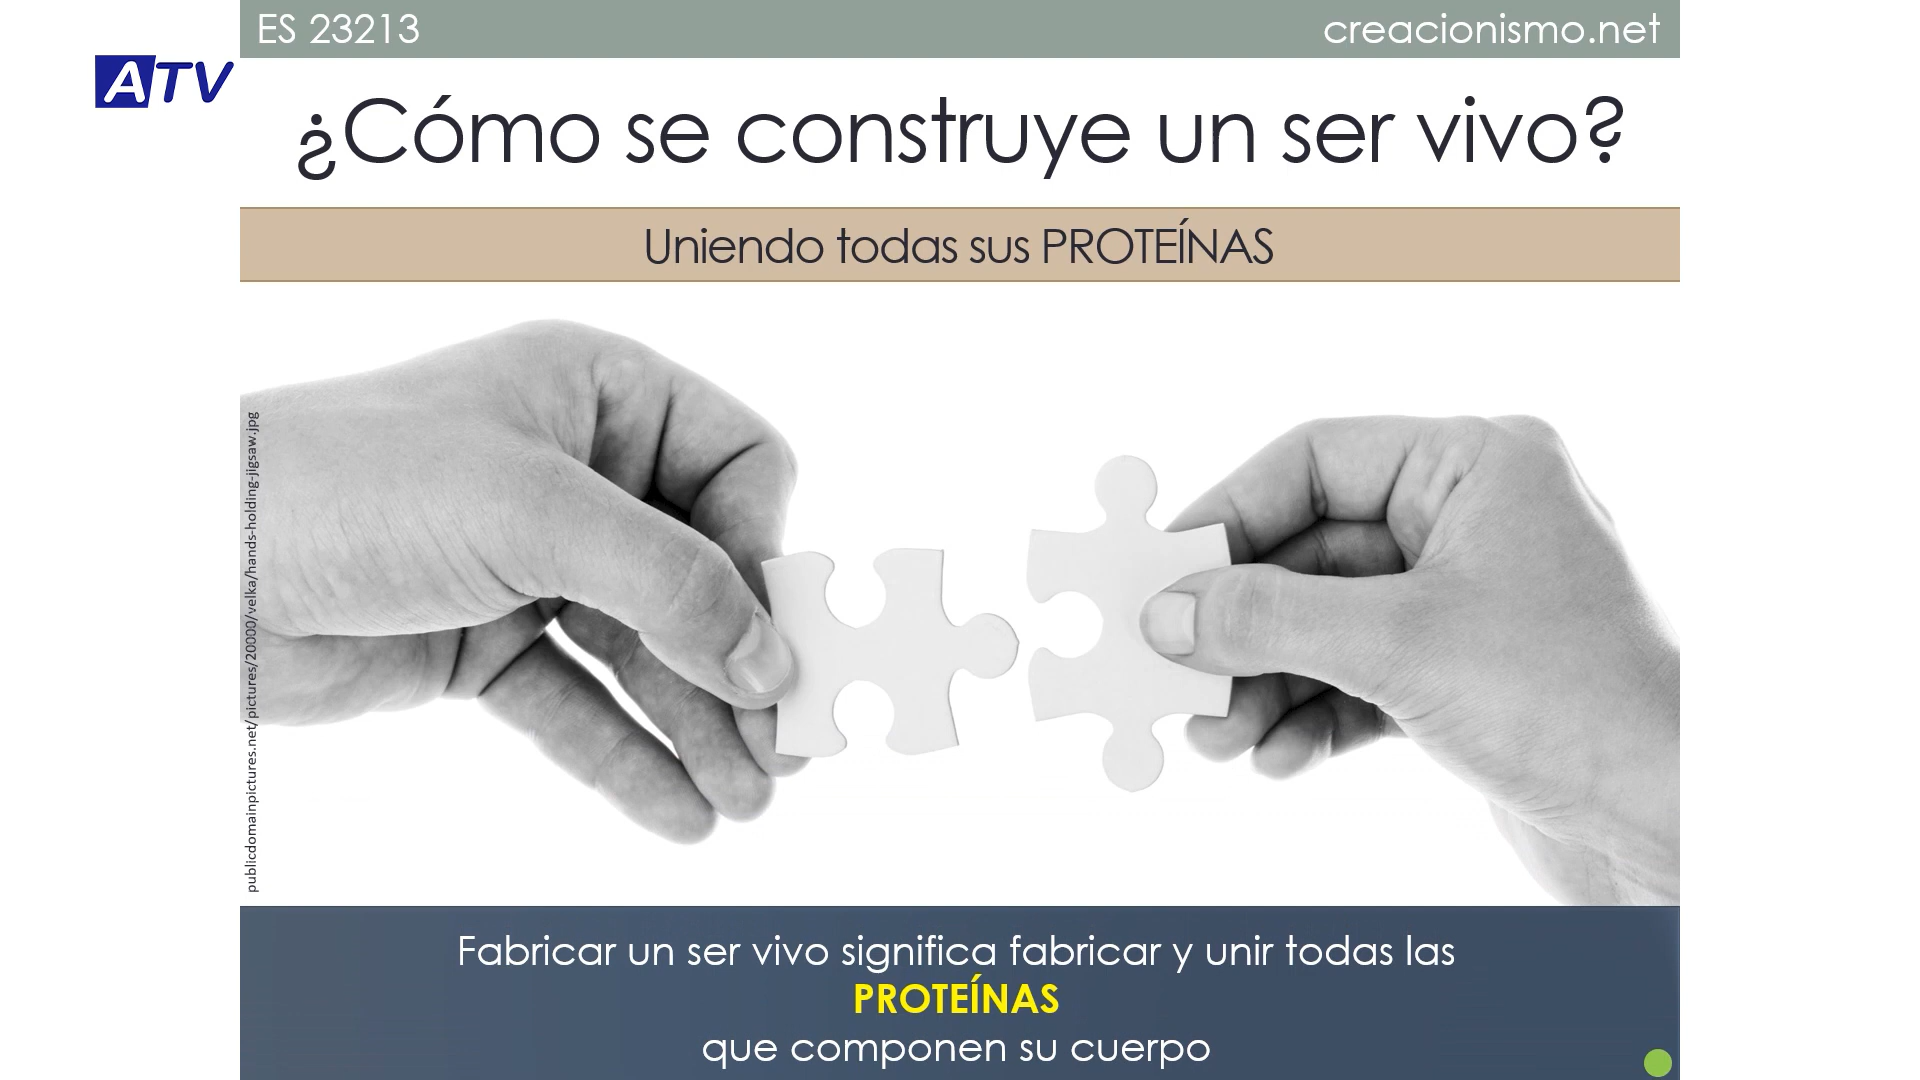 ES 23213
creacionismo.net
ATV
¿Cómo se construye un ser vivo?
Uniendo todas sus PROTEÍNAS
publicdomainpictures.net/pictures/20000/velka/hands-holding-jigsaw.jpg
Fabricar un ser vivo significa fabricar y unir todas las
PROTEÍNAS
que componen su cuerpo